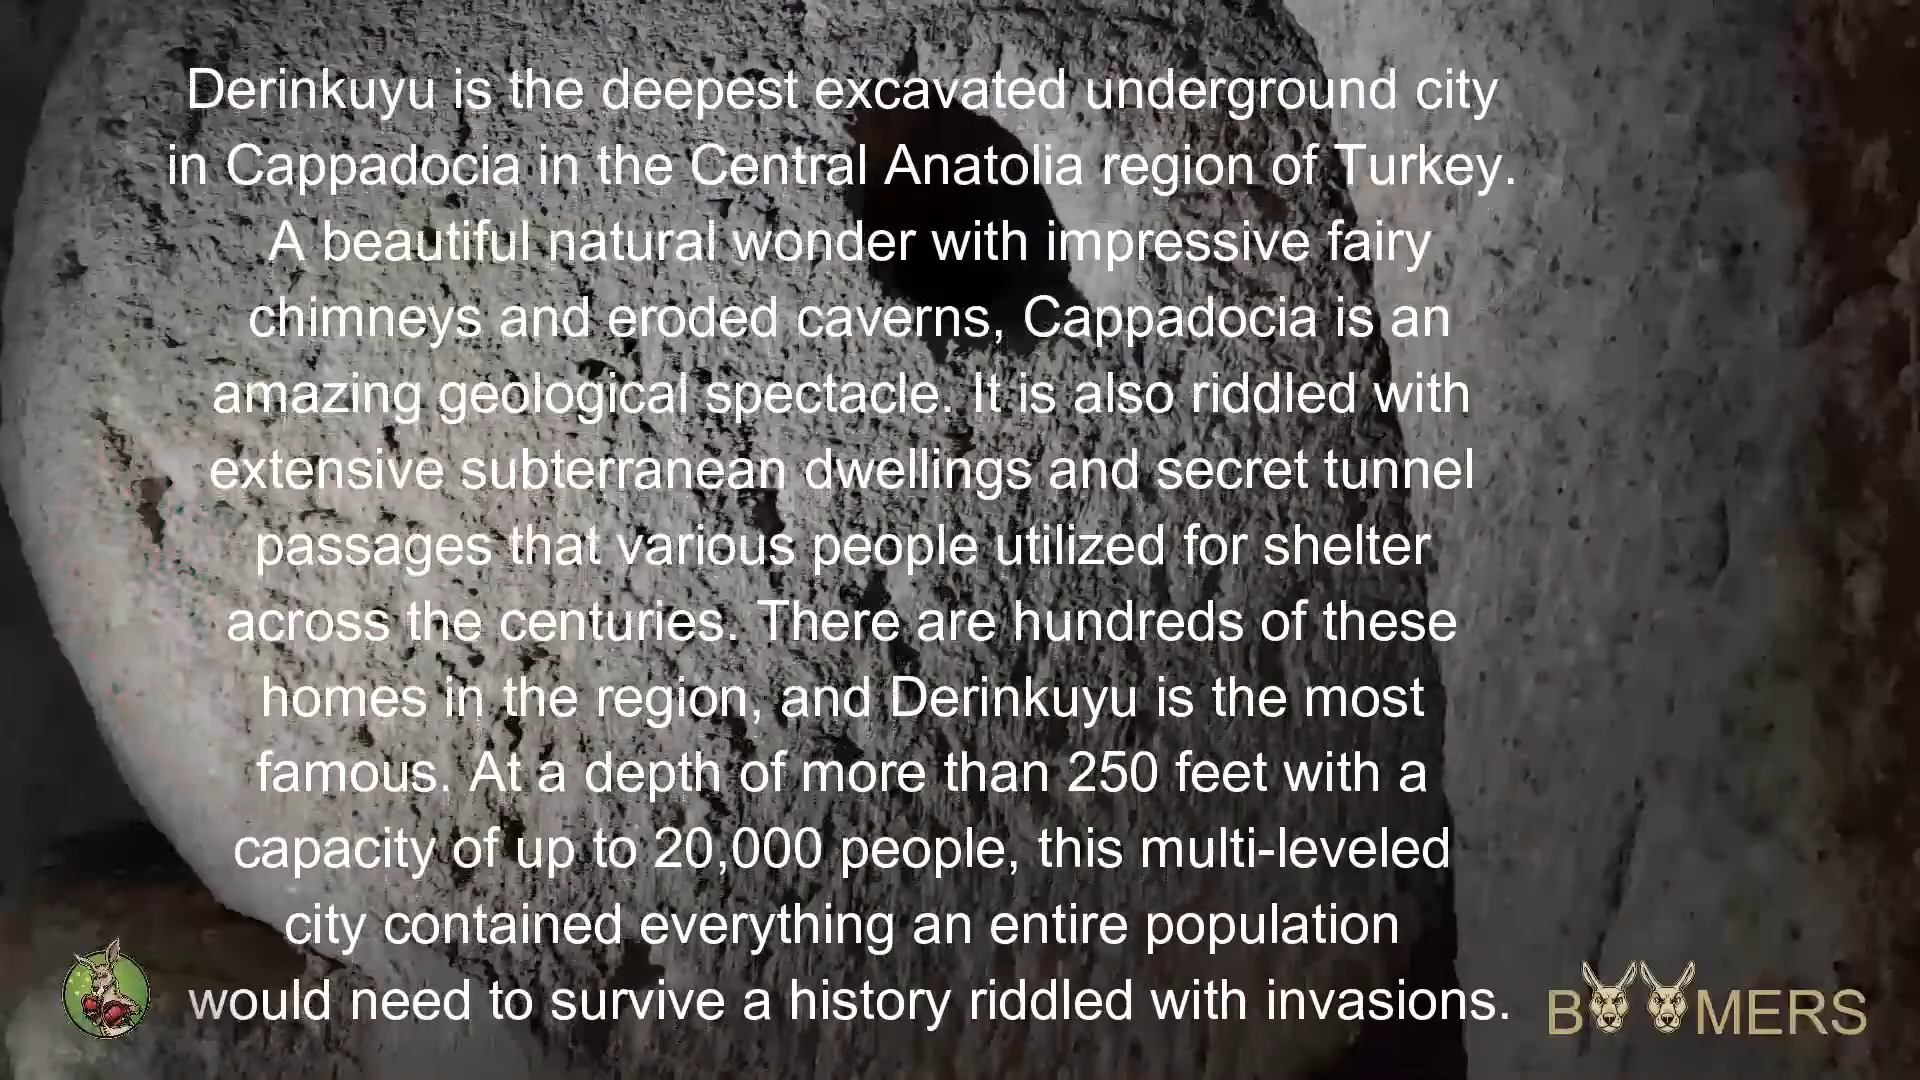 Derinkuyu is the deepest excavated underground city
in Cappadocia in the Central Anatolia region of Turkey.
A beautiful natural wonder with impressive fairy
chimneys and eroded caverns, Cappadocia is an
amazing geological spectacle. It is also riddled with
extensive subterranean dwellings and secret tunnel
passages that various people utilized for shelter
across the centuries. There are hundreds of these
homes in the region, and Derinkuyu is the most
famous. At a depth of more than 250 feet with a
capacity of up to 20,000 people, this multi-leveled
city contained everything an entire population
would need to survive a history riddled with invasions.
BOOMERS